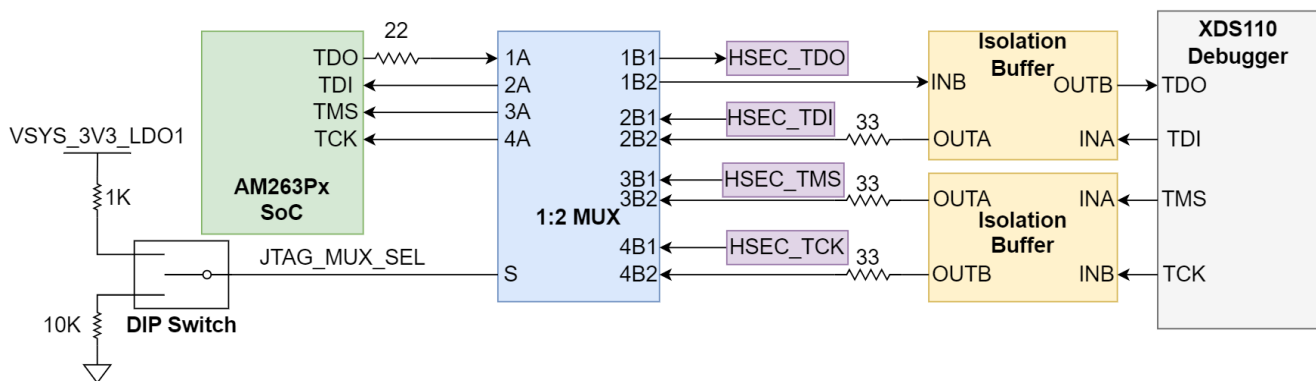 22
TDO
TDI
TMS
TCK
AM263Px
SoC
VSYS_3V3_LDO1
1K
10K
DIP Switch
JTAG_MUX_SEL
1A
2A
3A
4A
1:2 MUX
S
1B1
1B2
2B1
2B2
3B1
3B2
4B1
4B2
HSEC_TDO
HSEC_TDI
33
HSEC_TMS
33
HSEC_TCK
33
Isolation
Buffer
INB
OUTB
OUTA
INA
OUTA
INA
Isolation
Buffer
OUTB
INB
XDS110
Debugger
TDO
TDI
TMS
TCK